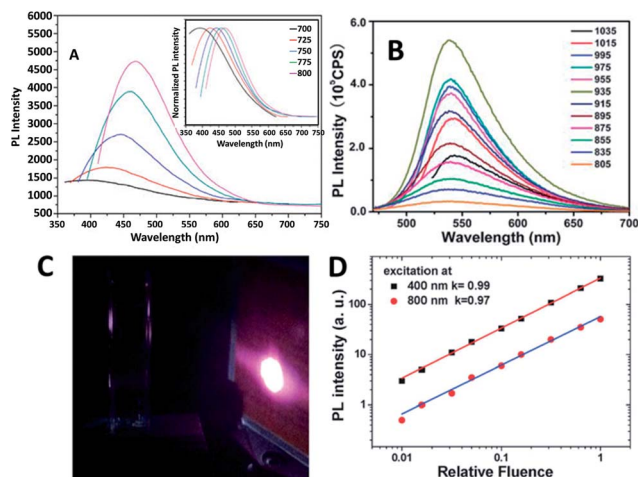 A
PL Intensity
6000
5500
5000
4500
4000
3500
3000
2500
2000
1500
1000
500
350 400 450 500 550 600 650 700 750
Wavelength (nm)
Normalized PL intensity
700
725
750
775
800
350 400 450 500 550 600 650 700 750
Wavelength (nm)
B
PL Intensity (10⁵CPS)
6.0
4.0
2.0
0.0
1035
1015
995
975
955
935
915
895
875
855
835
805
500 550 600 650 700
Wavelength (nm)
C
D
PL intensity (a. u.)
100
10
1
excitation at
400 nm k= 0.99
800 nm k=0.97
0.01 0.1 1
Relative Fluence